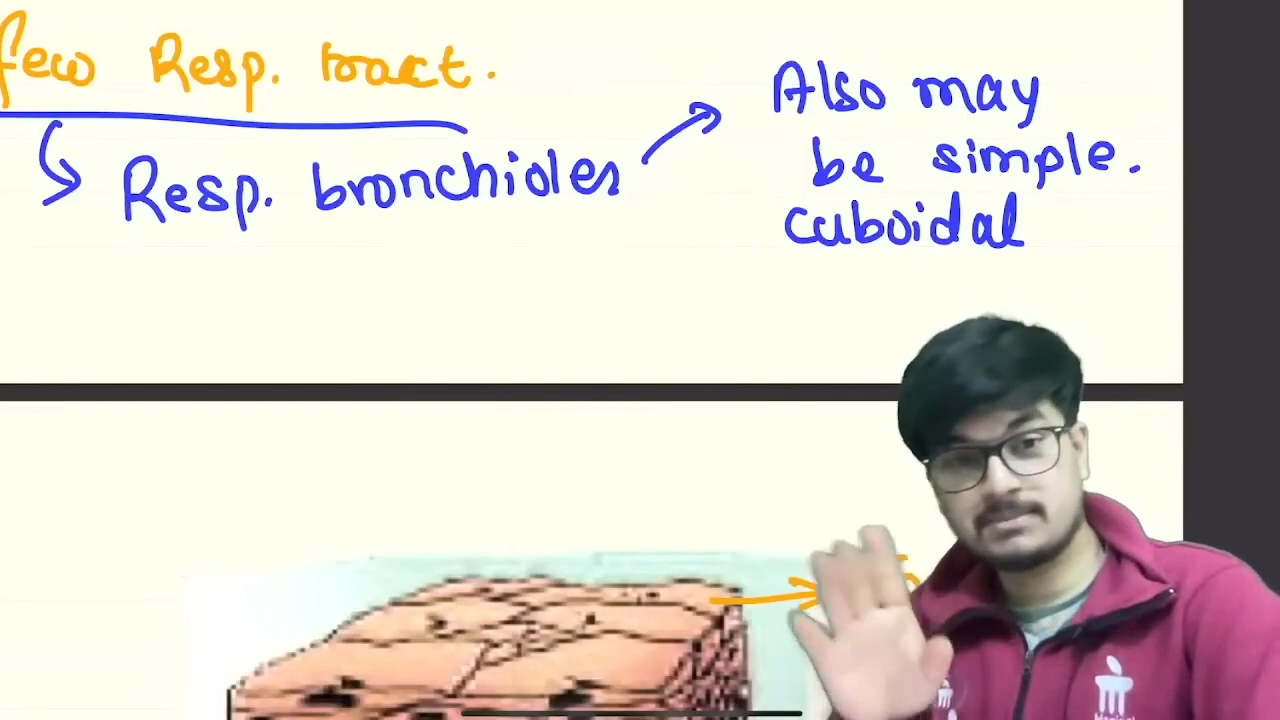 few Resp. tract.
Resp. bronchioles
Also may
be simple.
cuboidal